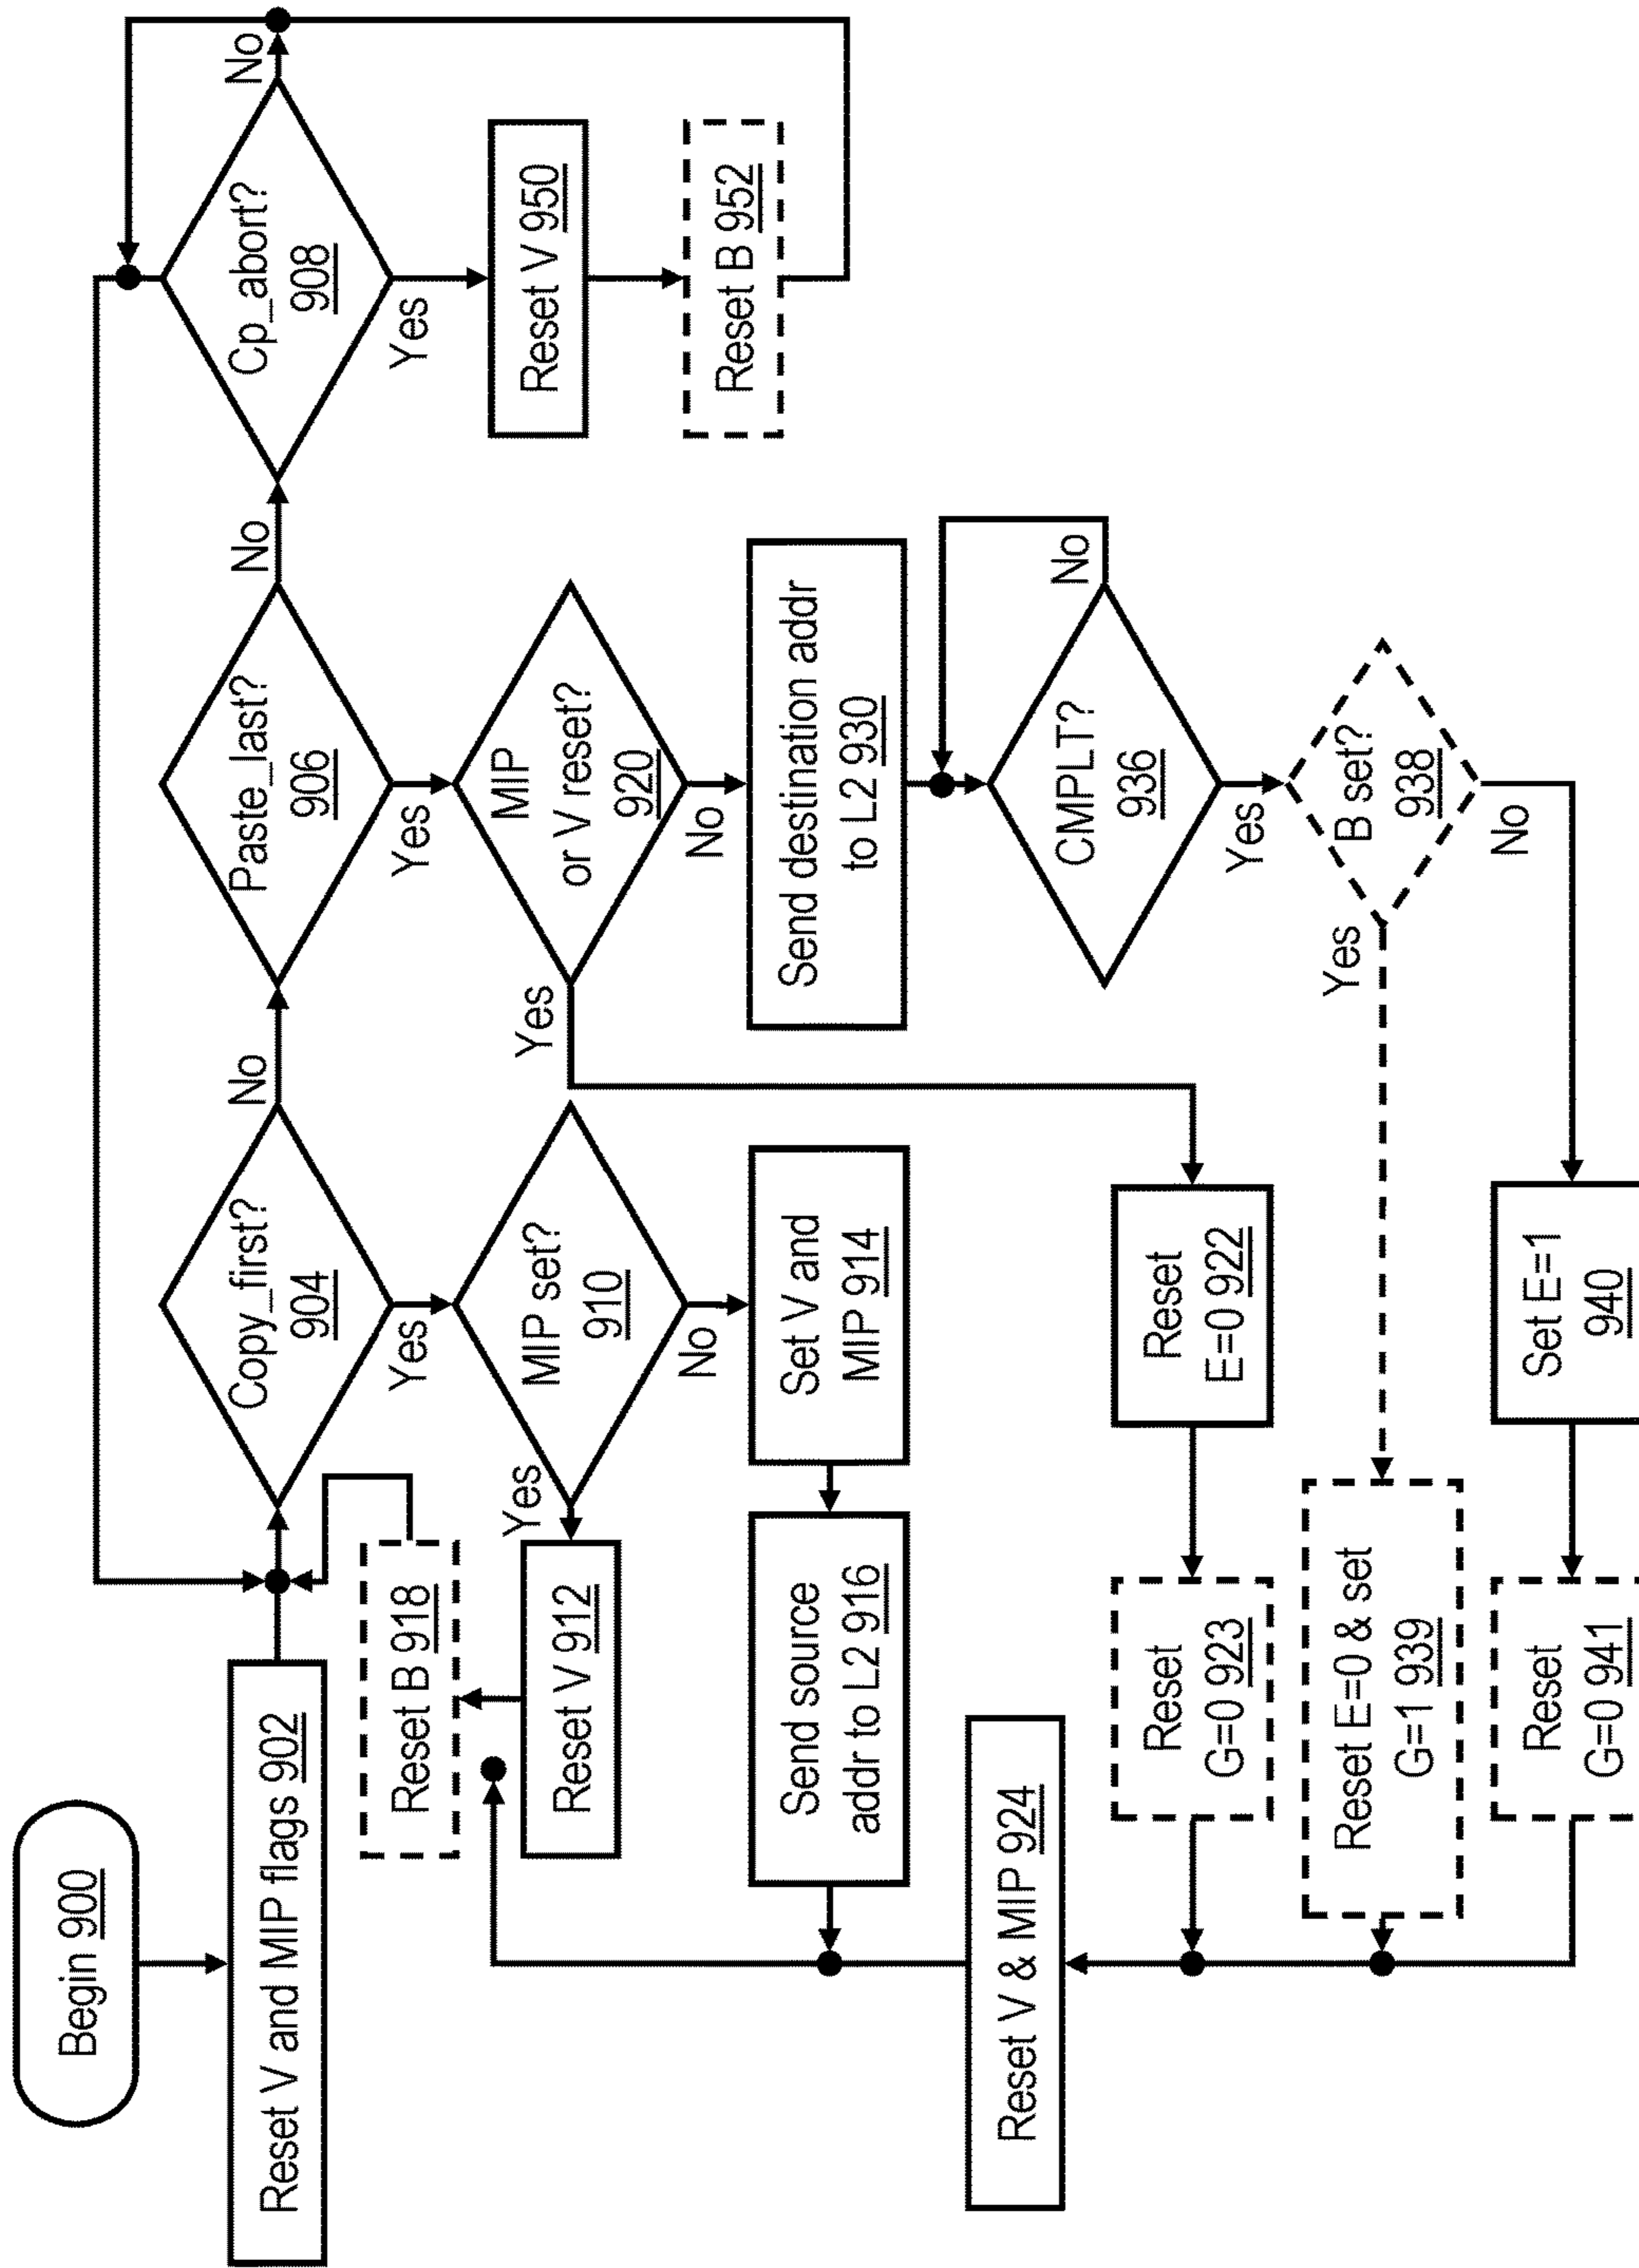 Begin 900
Reset V and MIP flags 902
Copy_first?
904
No
Yes
Paste_last?
906
No
Yes
Cp_abort?
908
No
Yes
Reset V 950
Reset B 952
MIP set?
910
Yes
No
Reset V 912
Reset B 918
Set V and
MIP 914
Send source
addr to L2 916
MIP
or V reset?
920
Yes
No
Send destination addr
to L2 930
CMPLT?
936
No
Yes
B set?
938
Yes
No
Reset
E=0 922
Reset
G=0 923
Reset E=0 & set
G=1 939
Set E=1
940
Reset
G=0 941
Reset V & MIP 924